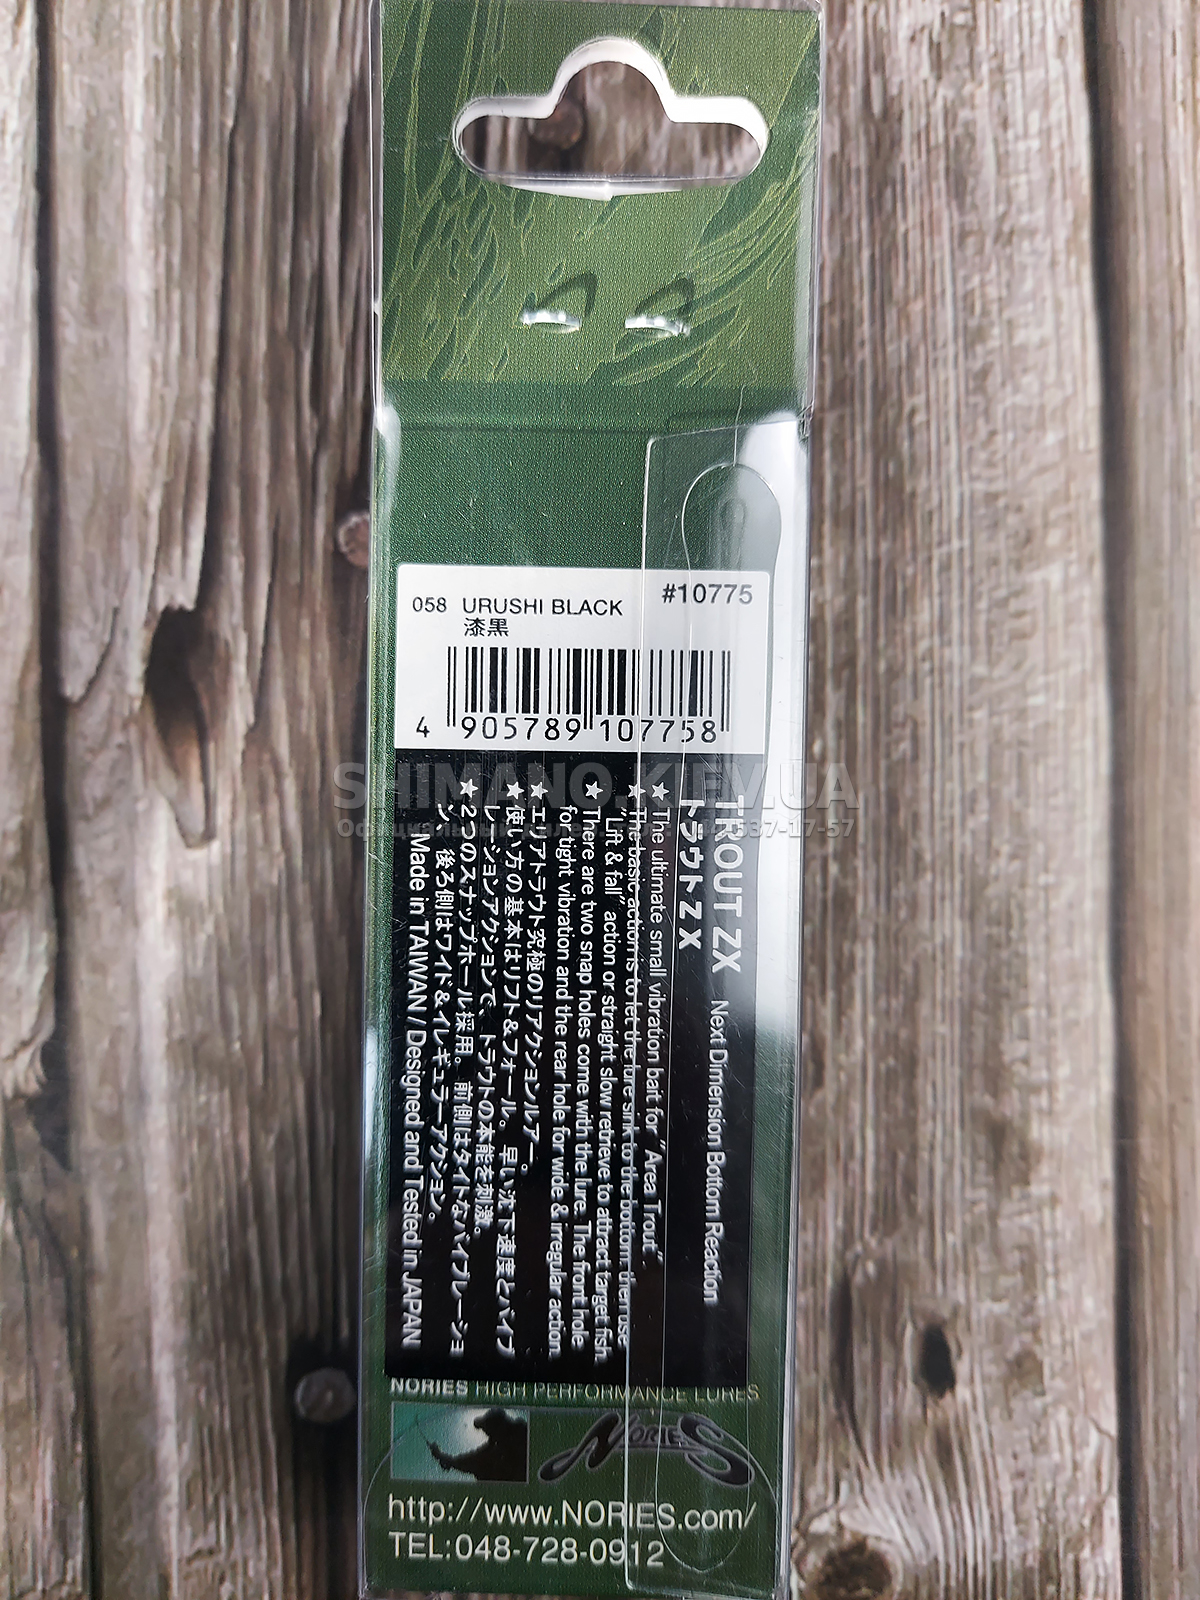 058 URUSHI BLACK
#10775
漆黒
4 905789 107758
TROUT ZX Next Dimension Bottom Reaction
トラウトZX
★The ultimate small vibration bait for "Area Trout".
★The basic action is to let the lure sink to the bottom, then use
"Lift & fall" action or straight slow retrieve to attract target fish.
★There are two snap holes come with the lure. The front hole
for tight vibration and the rear hole for wide & irregular action.
★エリアトラウト究極のリアクションルアー。
★使い方の基本はリフト&フォール。早い沈下速度とバイブ
レーションアクションで、トラウトの本能を刺激。
★2つのスナップホール採用。前側はタイトなバイブレーショ
ン、後ろ側はワイド&イレギュラーアクション。
Made in TAIWAN / Designed and Tested in JAPAN
SHIMANO.KIEV.UA
537-17-57
NORIES HIGH PERFORMANCE LURES
NORIES
http://www.NORIES.com/
TEL:048-728-0912